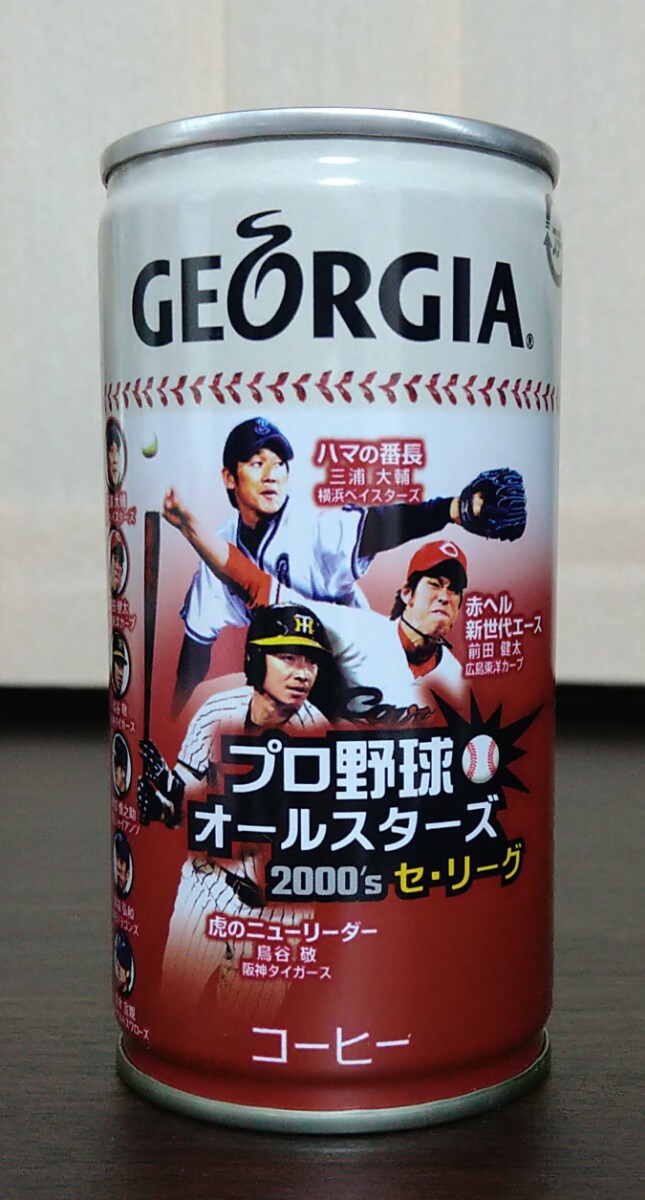 GEORGIA®
ハマの番長
三浦 大輔
横浜ベイスターズ
赤ヘル
新世代エース
前田 健太
広島東洋カープ
プロ野球
オールスターズ
2000's セ・リーグ
虎のニューリーダー
鳥谷 敬
阪神タイガース
コーヒー